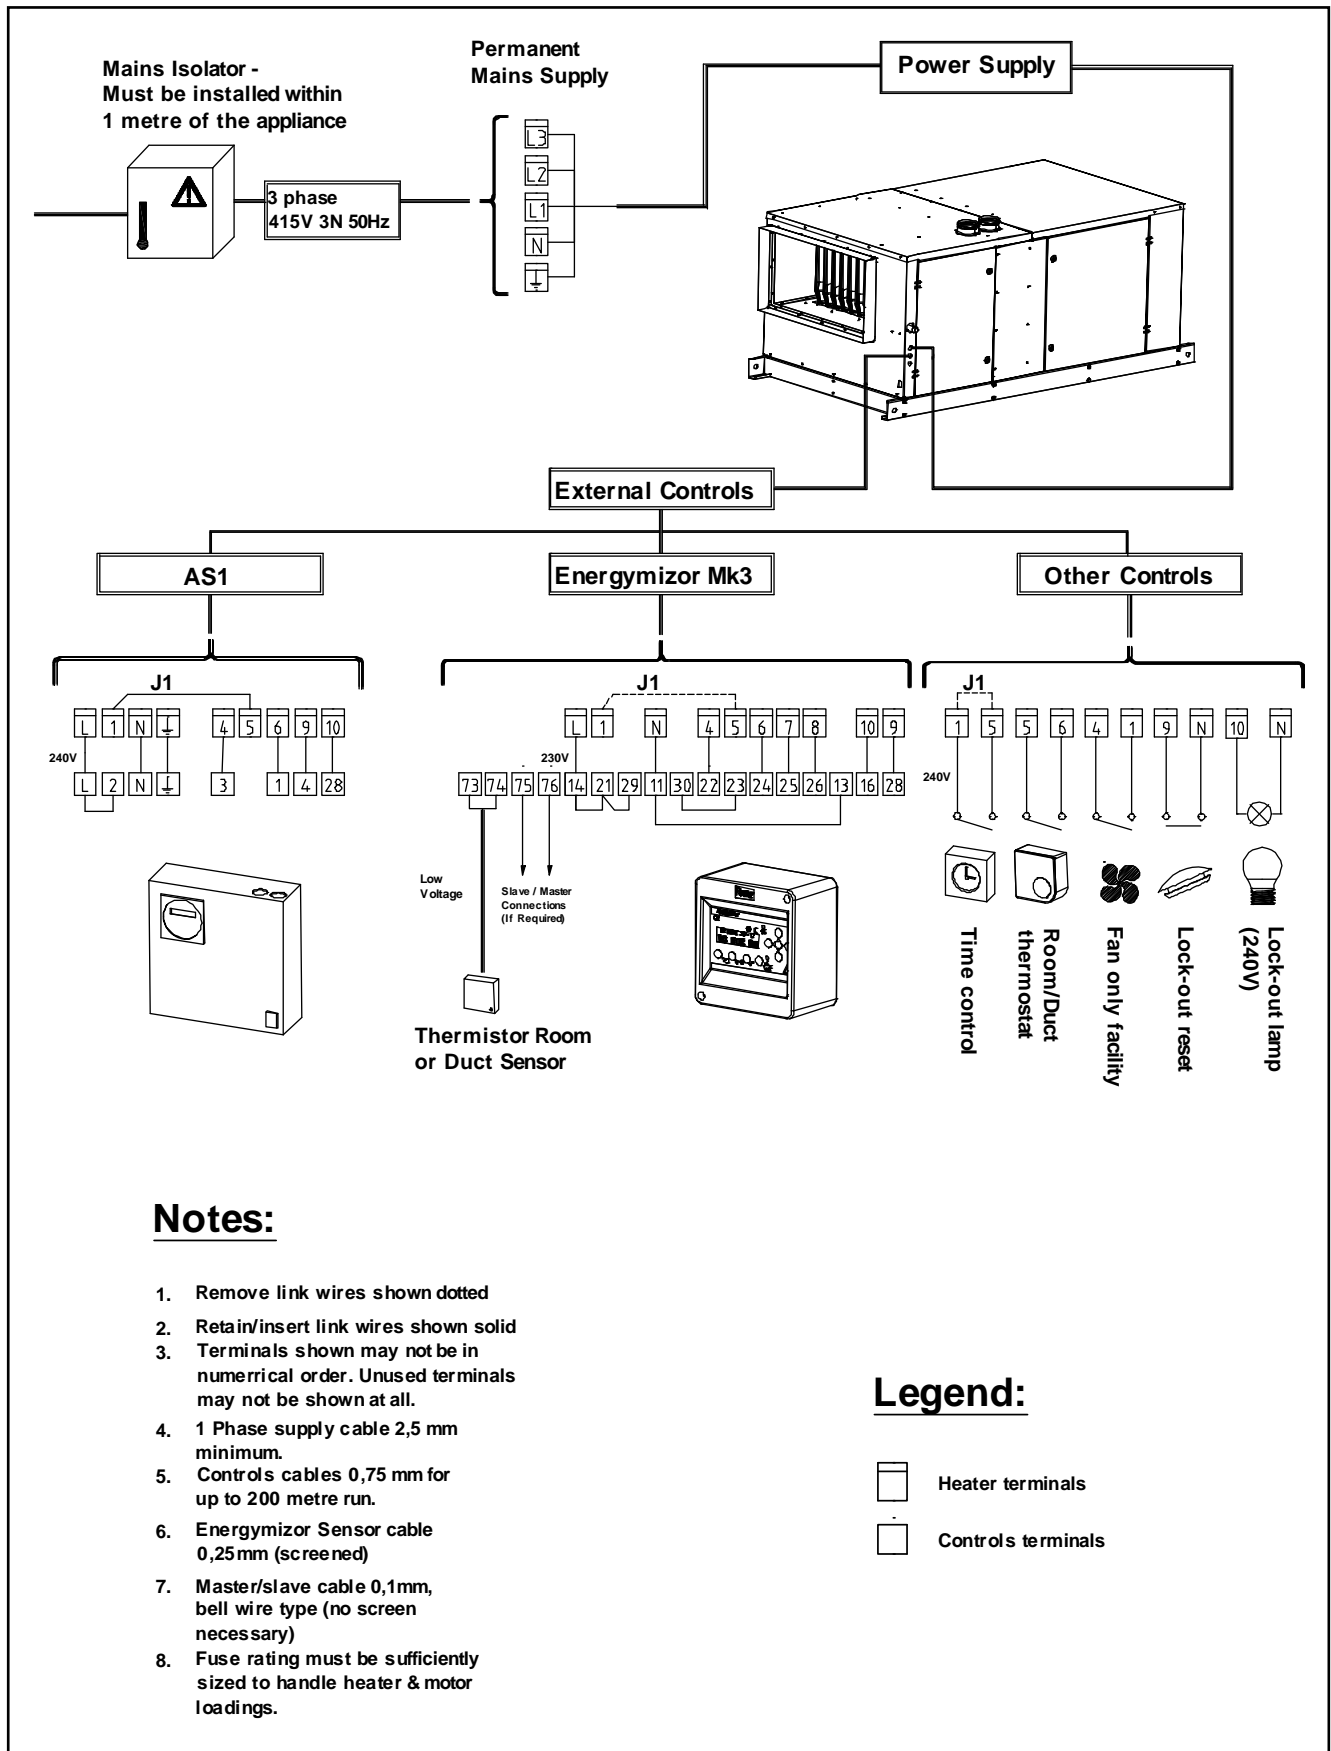 Mains Isolator -
Must be installed within
1 metre of the appliance
Permanent
Mains Supply
Power Supply
3 phase
415V 3N 50Hz
L3
L2
L1
N
External Controls
AS1
Energymizor Mk3
Other Controls
J1
L 1 N 4 5 6 9 10
240V
L 2 N 3 1 4 28
J1
L 1 N 4 5 6 7 8 10 9
230V
73 74 75 76 14 21 29 11 30 22 23 24 25 26 13 16 28
Low
Voltage
Slave / Master
Connections
(If Required)
Thermistor Room
or Duct Sensor
J1
1 5 5 6 4 1 9 N 10 N
240V
Time control
Room/Duct
thermostat
Fan only facility
Lock-out reset
Lock-out lamp
(240V)
Notes:
1. Remove link wires shown dotted
2. Retain/insert link wires shown solid
3. Terminals shown may not be in
numerrical order. Unused terminals
may not be shown at all.
4. 1 Phase supply cable 2,5 mm
minimum.
5. Controls cables 0,75 mm for
up to 200 metre run.
6. Energymizor Sensor cable
0,25mm (screened)
7. Master/slave cable 0,1mm,
bell wire type (no screen
necessary)
8. Fuse rating must be sufficiently
sized to handle heater & motor
loadings.
Legend:
Heater terminals
Controls terminals